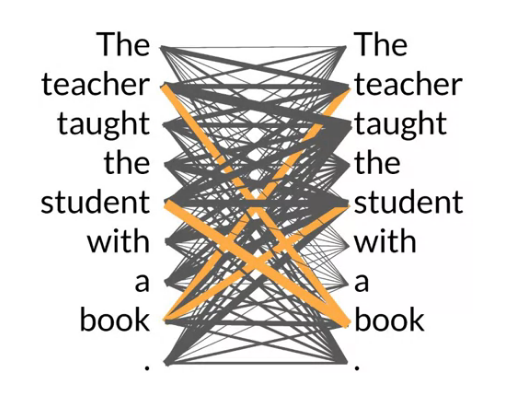 The The
teacher teacher
taught taught
the the
student student
with with
a a
book book
. .